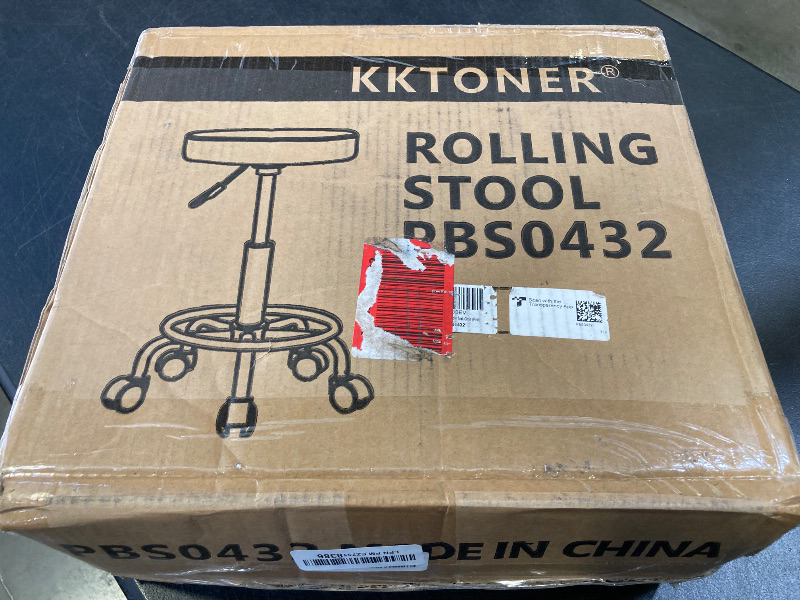 KKTONER®
ROLLING
STOOL
PBS0432
Scan with the
Transparency App
PBS0432 MADE IN CHINA